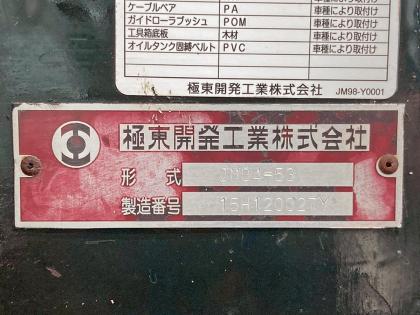 ケーブルベア PA 車種により取付け
ガイドローラブッシュ POM 車種により取付け
工具箱底板 木材 車種により取付け
オイルタンク固縛ベルト PVC 車種により取付け
極東開発工業株式会社 JM98-Y0001
極東開発工業株式会社
形式 JM04-53
製造番号